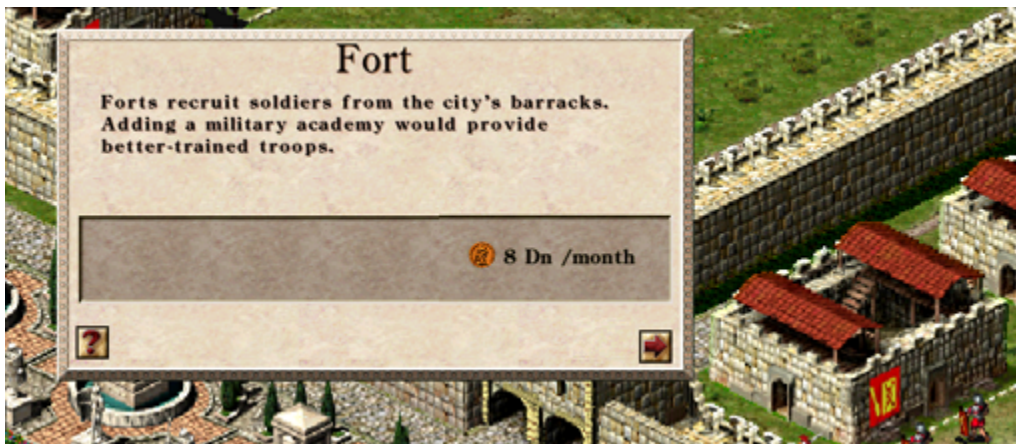 Fort
Forts recruit soldiers from the city's barracks.
Adding a military academy would provide
better-trained troops.
8 Dn /month
?